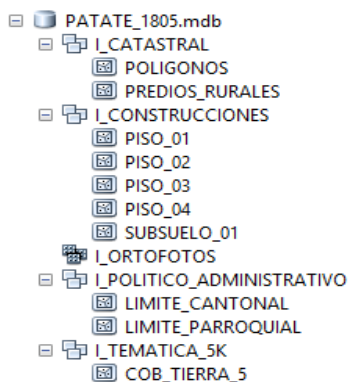 PATATE_1805.mdb
I_CATASTRAL
POLIGONOS
PREDIOS_RURALES
I_CONSTRUCCIONES
PISO_01
PISO_02
PISO_03
PISO_04
SUBSUELO_01
I_ORTOFOTOS
I_POLITICO_ADMINISTRATIVO
LIMITE_CANTONAL
LIMITE_PARROQUIAL
I_TEMATICA_5K
COB_TIERRA_5